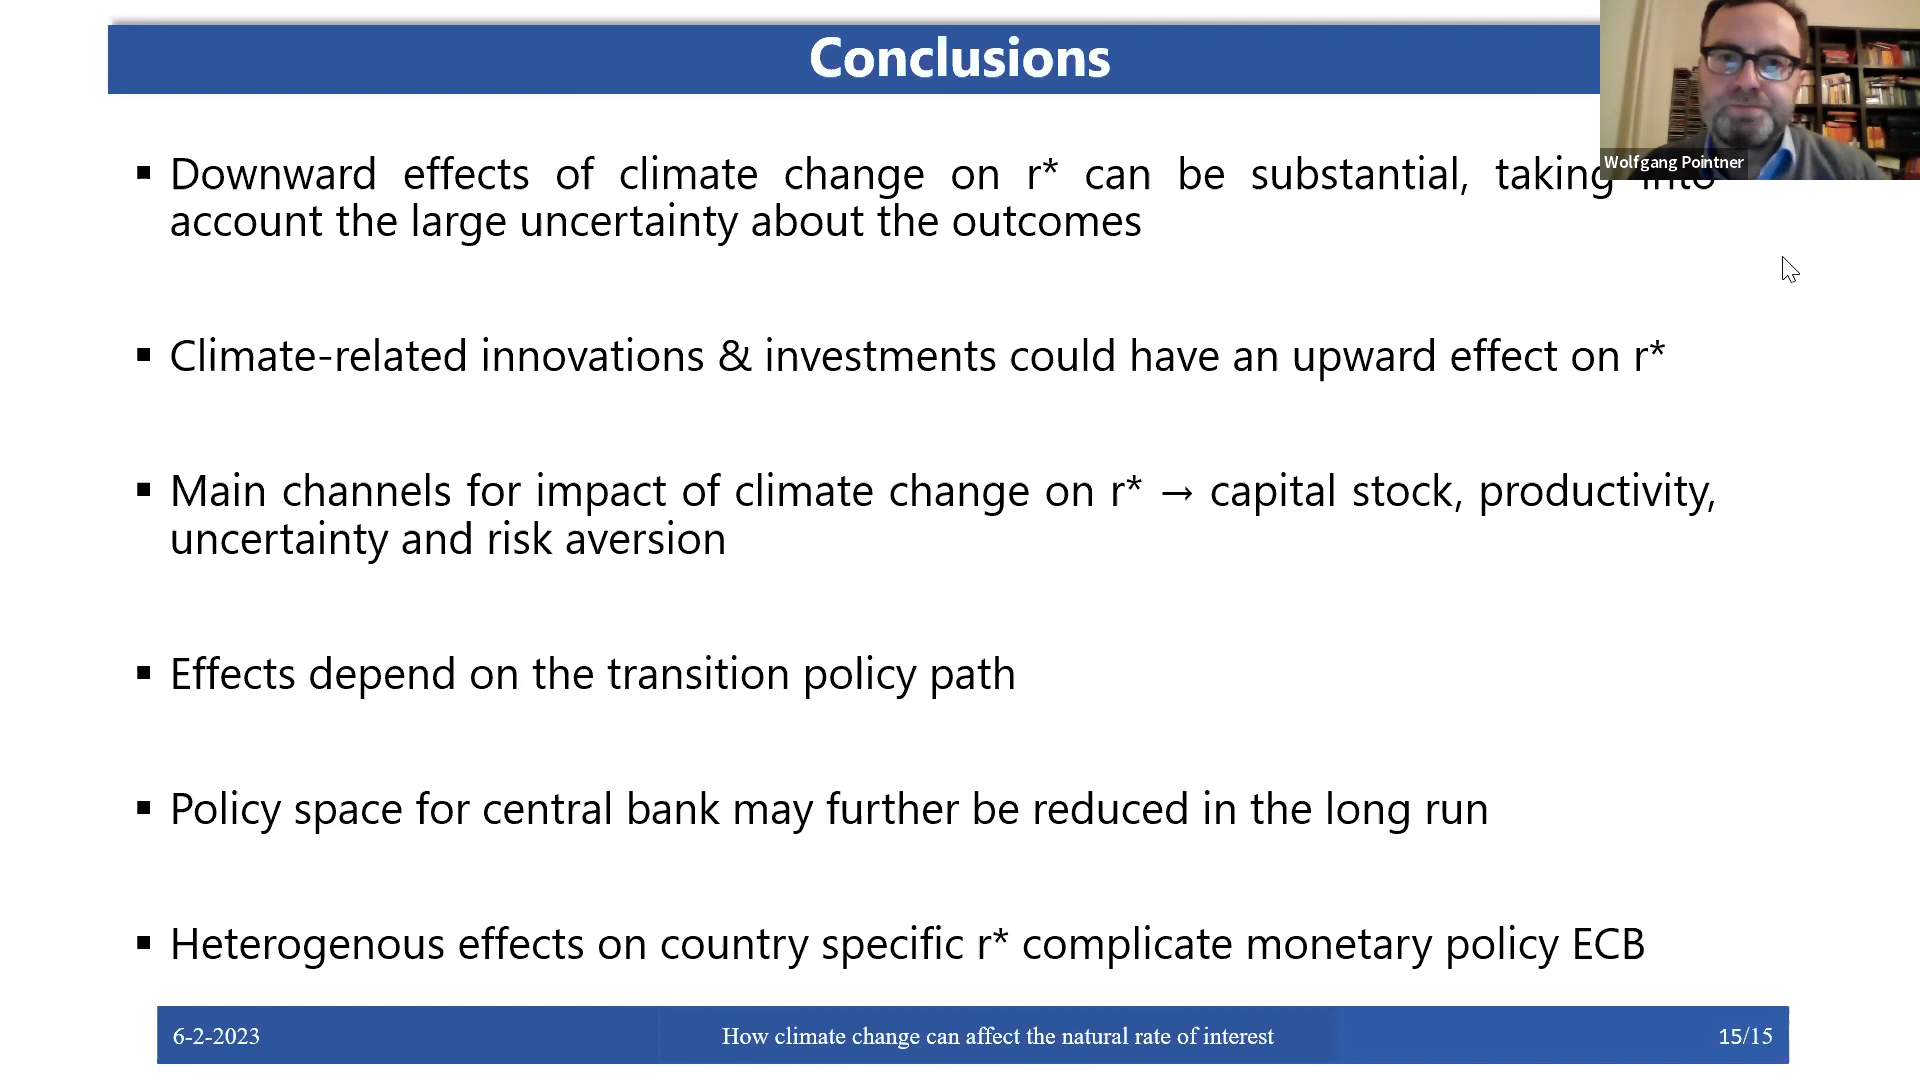 Conclusions
Wolfgang Pointner
▪ Downward effects of climate change on r* can be substantial, taking into
account the large uncertainty about the outcomes
▪ Climate-related innovations & investments could have an upward effect on r*
▪ Main channels for impact of climate change on r* → capital stock, productivity,
uncertainty and risk aversion
▪ Effects depend on the transition policy path
▪ Policy space for central bank may further be reduced in the long run
▪ Heterogenous effects on country specific r* complicate monetary policy ECB
6-2-2023
How climate change can affect the natural rate of interest
15/15